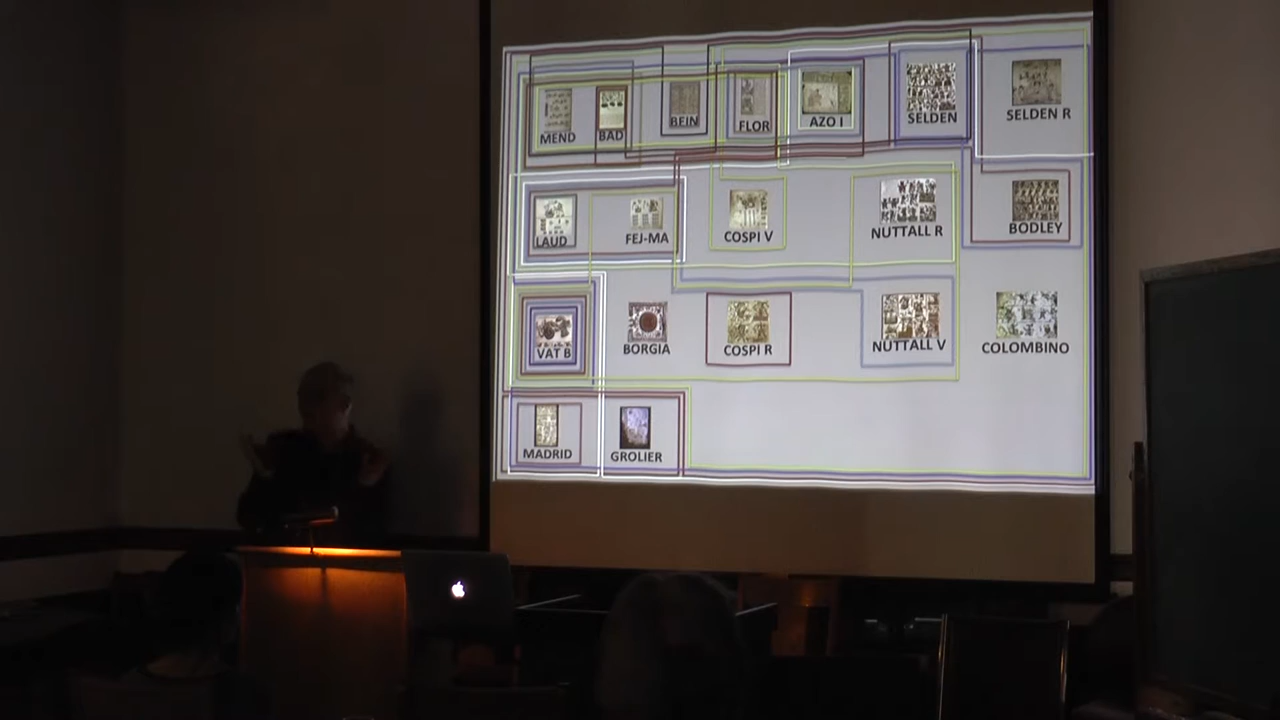 MEND BAD BEIN FLOR AZO I SELDEN SELDEN R
LAUD FEJ-MA COSPI V NUTTALL R BODLEY
VAT B BORGIA COSPI R NUTTALL V COLOMBINO
MADRID GROLIER